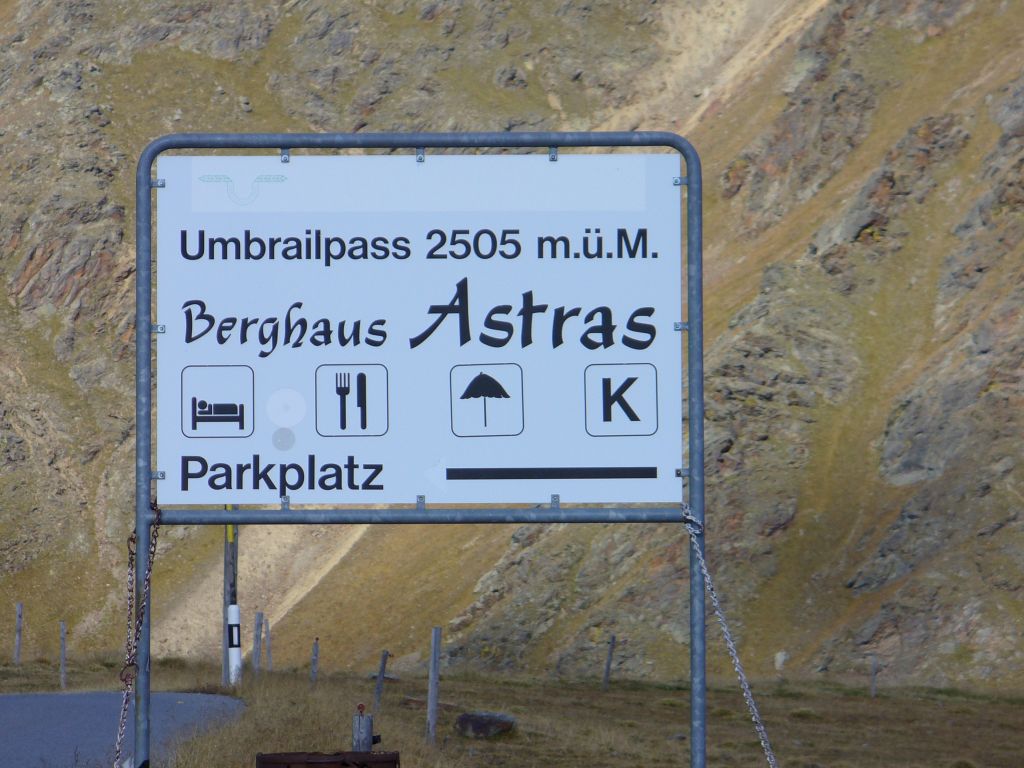 Umbrailpass 2505 m.ü.M.
Berghaus Astras
K
Parkplatz